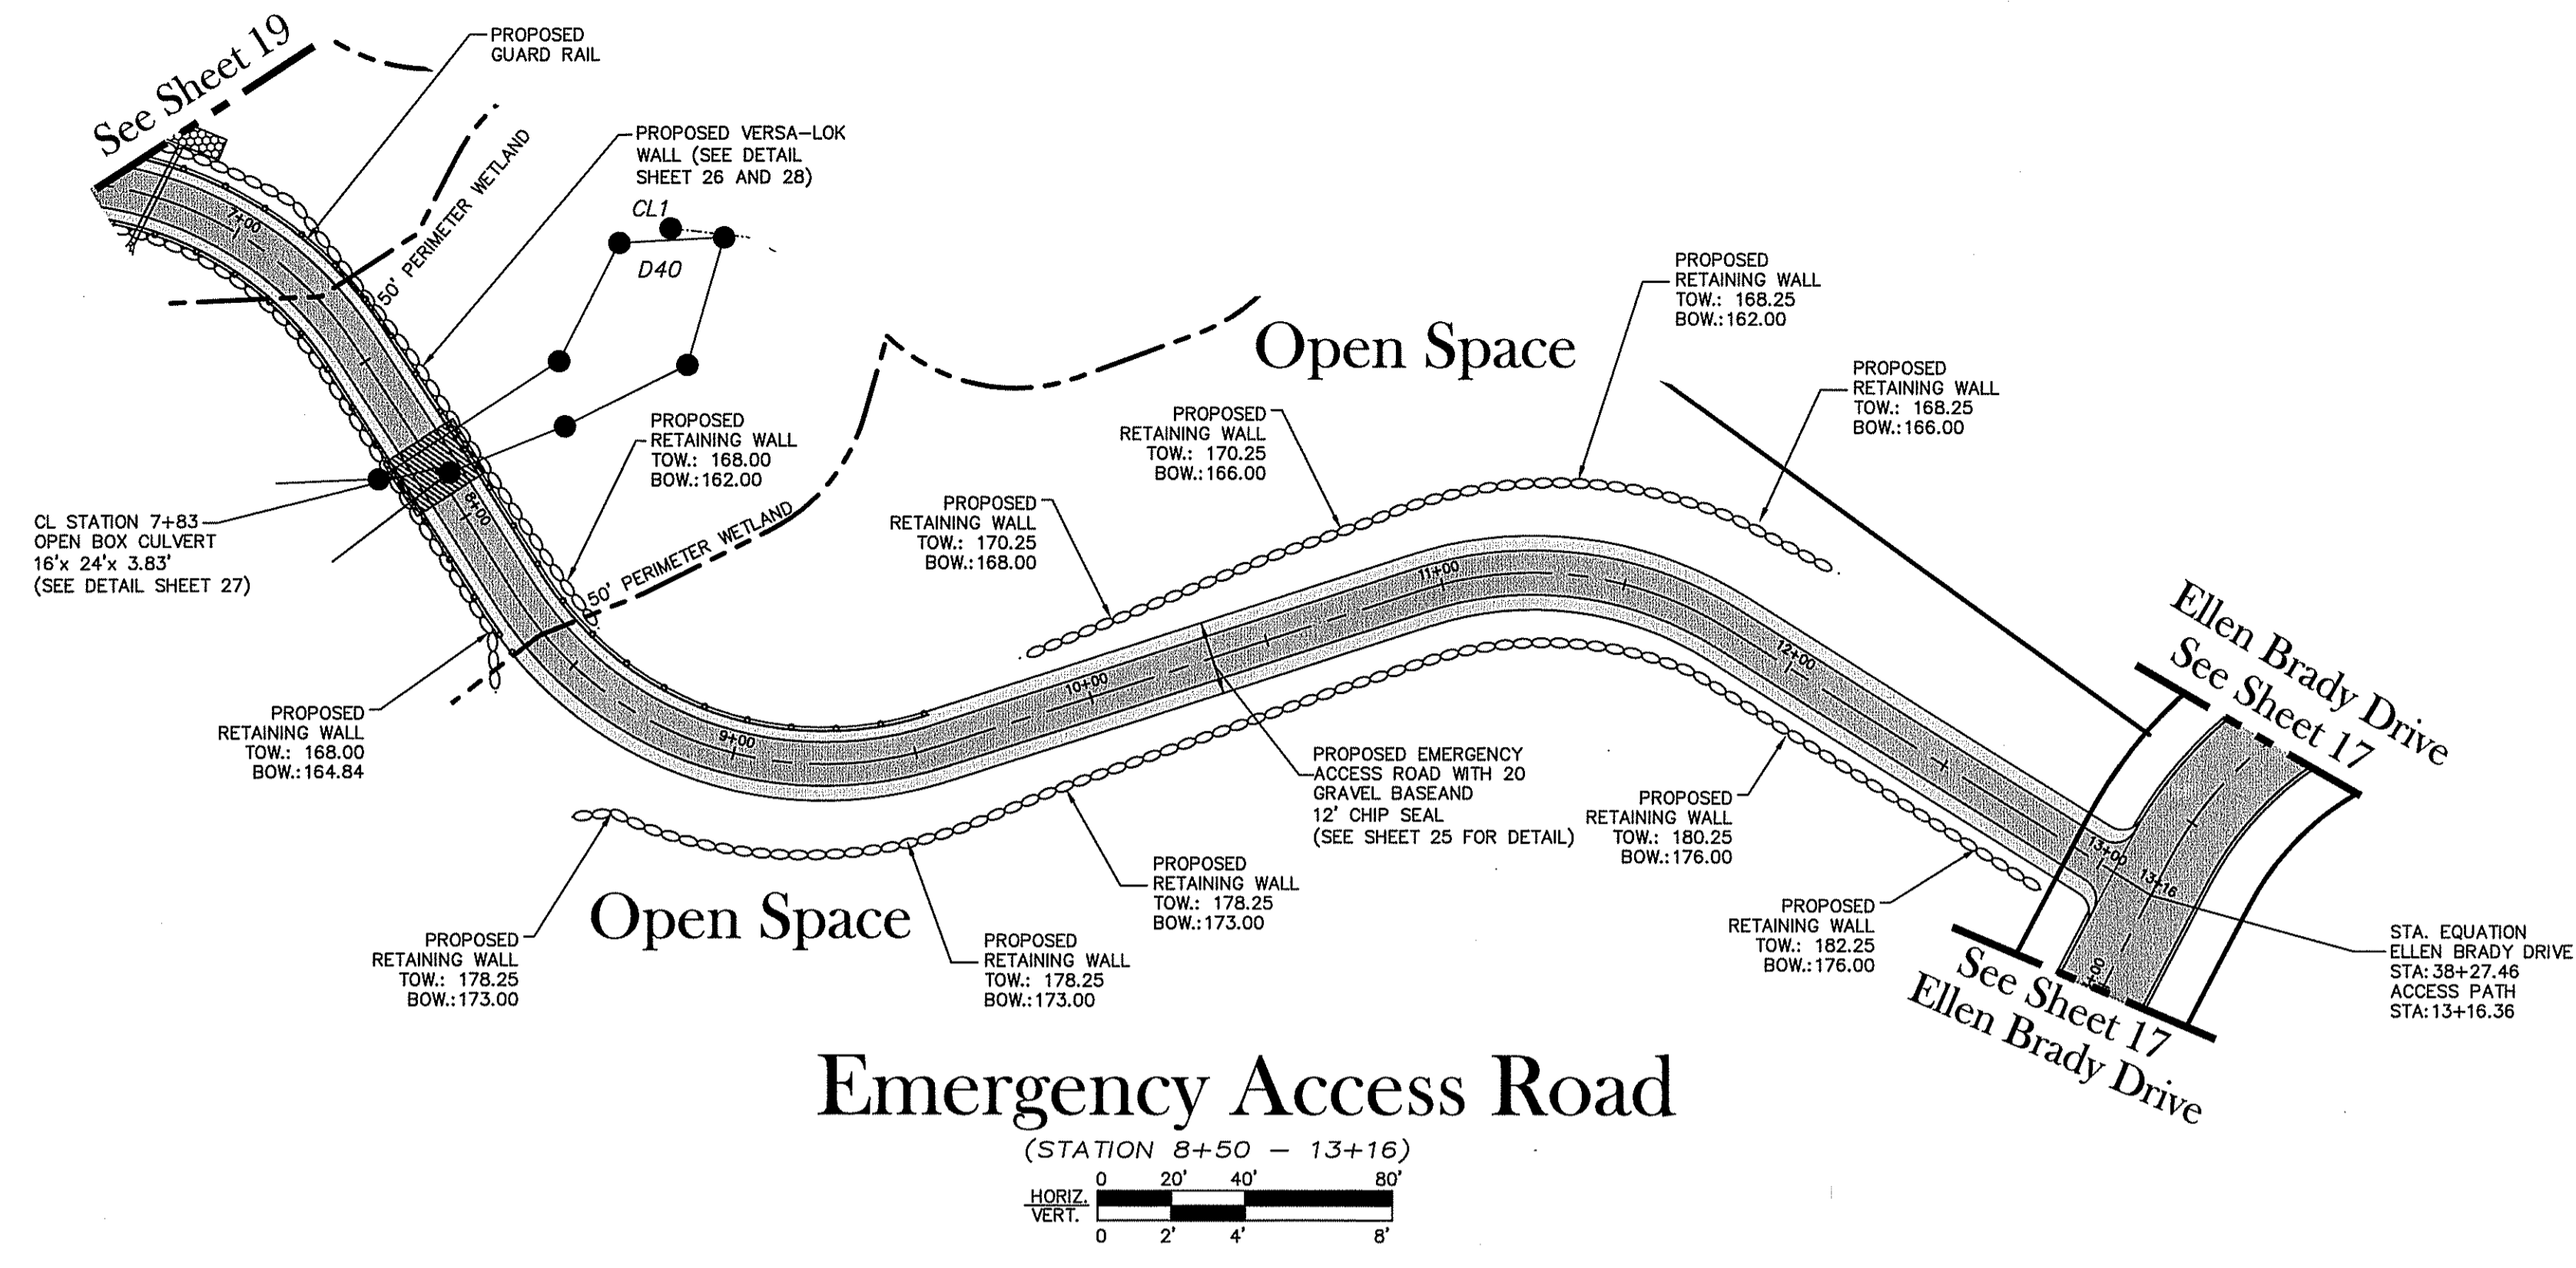 See Sheet 19
PROPOSED
GUARD RAIL
PROPOSED VERSA-LOK
WALL (SEE DETAIL
SHEET 26 AND 28)
7+00
50' PERIMETER WETLAND
CL1
D40
PROPOSED
RETAINING WALL
TOW.: 168.00
BOW.:162.00
8+00
CL STATION 7+83
OPEN BOX CULVERT
16'x 24'x 3.83'
(SEE DETAIL SHEET 27)
50' PERIMETER WETLAND
PROPOSED
RETAINING WALL
TOW.: 168.00
BOW.:164.84
Open Space
PROPOSED
RETAINING WALL
TOW.: 168.25
BOW.:162.00
PROPOSED
RETAINING WALL
TOW.: 168.25
BOW.:166.00
PROPOSED
RETAINING WALL
TOW.: 170.25
BOW.:166.00
PROPOSED
RETAINING WALL
TOW.: 170.25
BOW.:168.00
9+00
10+00
11+00
12+00
13+00
13+16
Ellen Brady Drive
See Sheet 17
PROPOSED EMERGENCY
ACCESS ROAD WITH 20
GRAVEL BASEAND
12' CHIP SEAL
(SEE SHEET 25 FOR DETAIL)
PROPOSED
RETAINING WALL
TOW.: 180.25
BOW.:176.00
PROPOSED
RETAINING WALL
TOW.: 182.25
BOW.:176.00
PROPOSED
RETAINING WALL
TOW.: 178.25
BOW.:173.00
PROPOSED
RETAINING WALL
TOW.: 178.25
BOW.:173.00
PROPOSED
RETAINING WALL
TOW.: 178.25
BOW.:173.00
Open Space
STA. EQUATION
ELLEN BRADY DRIVE
STA:38+27.46
ACCESS PATH
STA:13+16.36
See Sheet 17
Ellen Brady Drive
Emergency Access Road
(STATION 8+50 - 13+16)
0 20' 40' 80'
HORIZ.
VERT.
0 2' 4' 8'